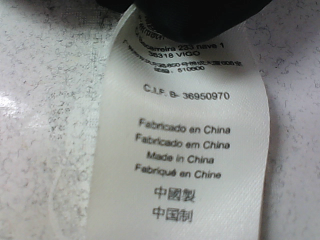 36318 VIGO
510600
C.I.F. B- 36950970
Fabricado en China
Fabricado em China
Made in China
Fabriqué en Chine
中國製
中国制